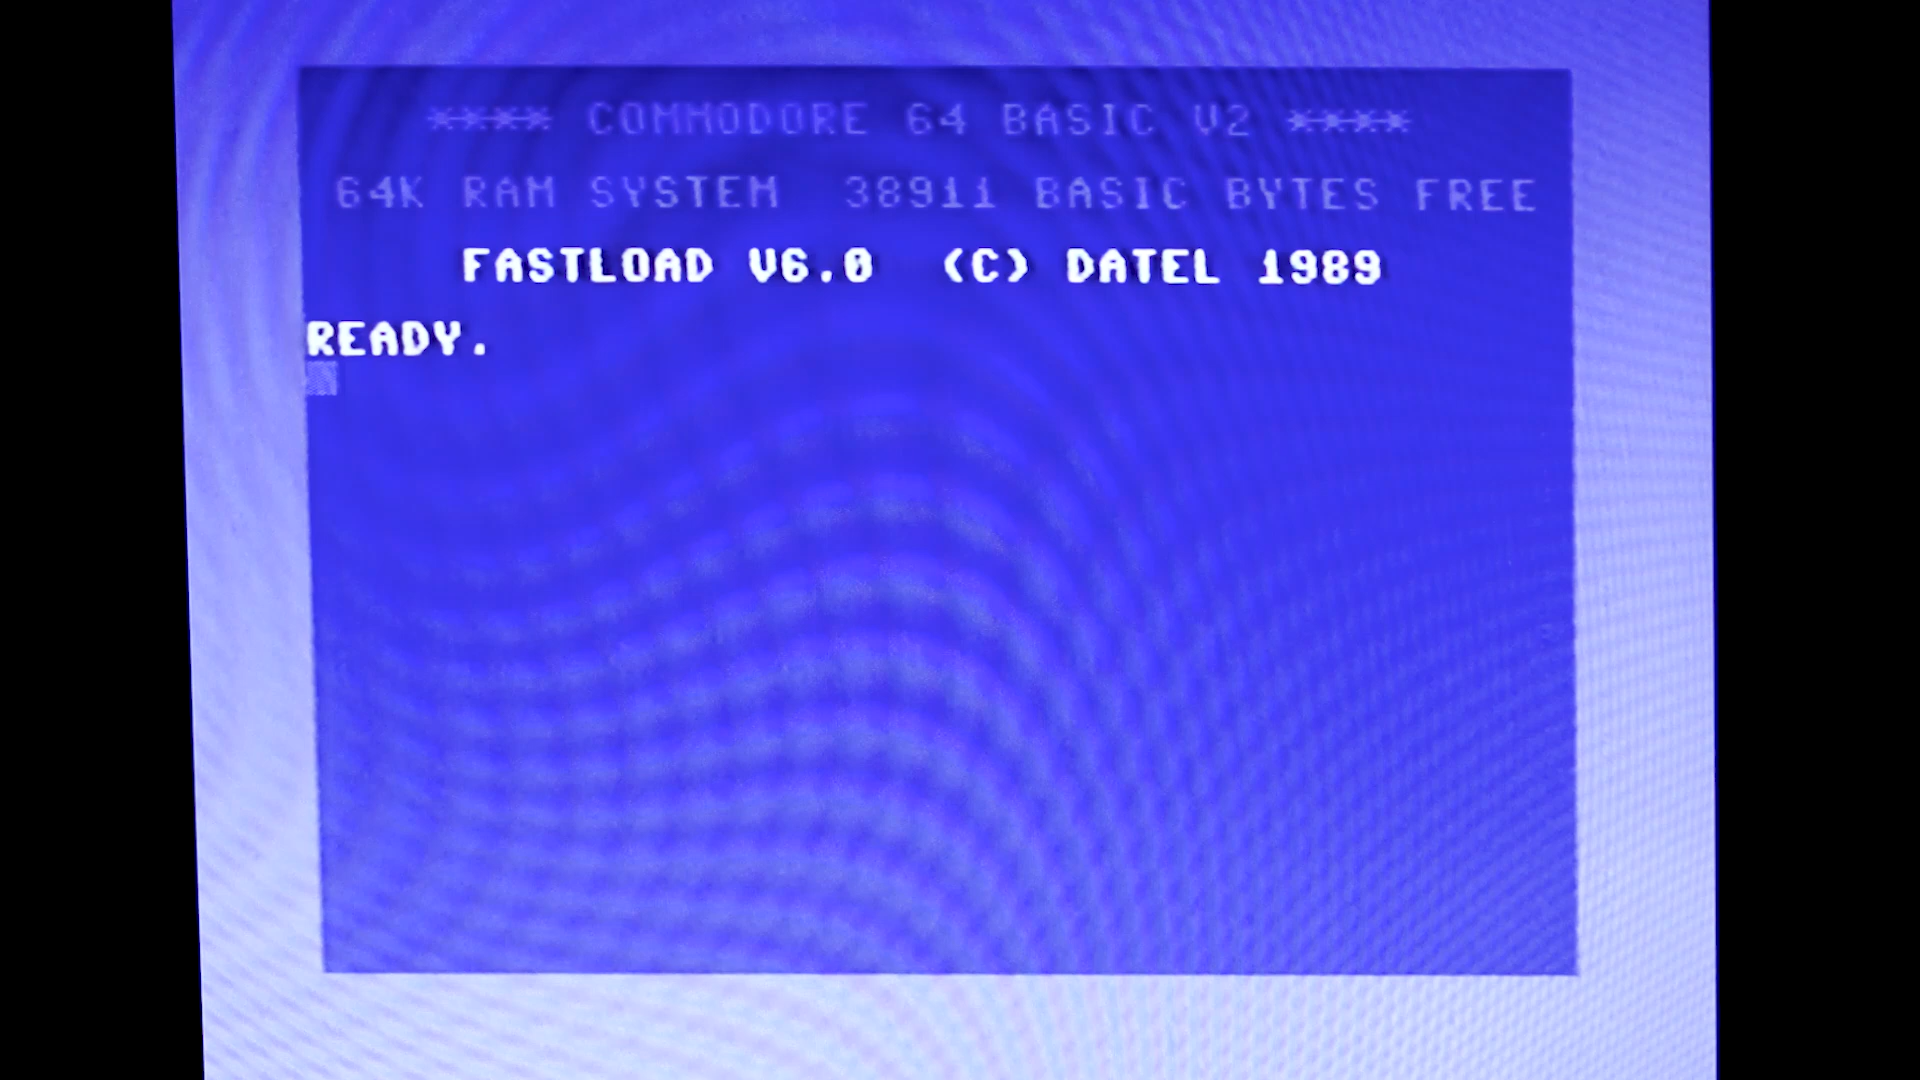 **** COMMODORE 64 BASIC V2 ****
64K RAM SYSTEM  38911 BASIC BYTES FREE
FASTLOAD V6.0  (C) DATEL 1989
READY.